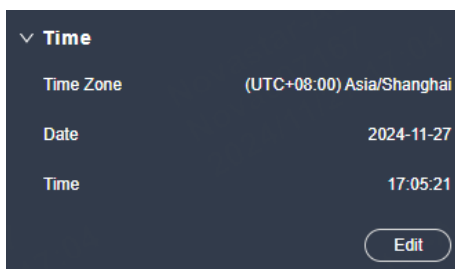 Time
Time Zone (UTC+08:00) Asia/Shanghai
Date 2024-11-27
Time 17:05:21
Edit